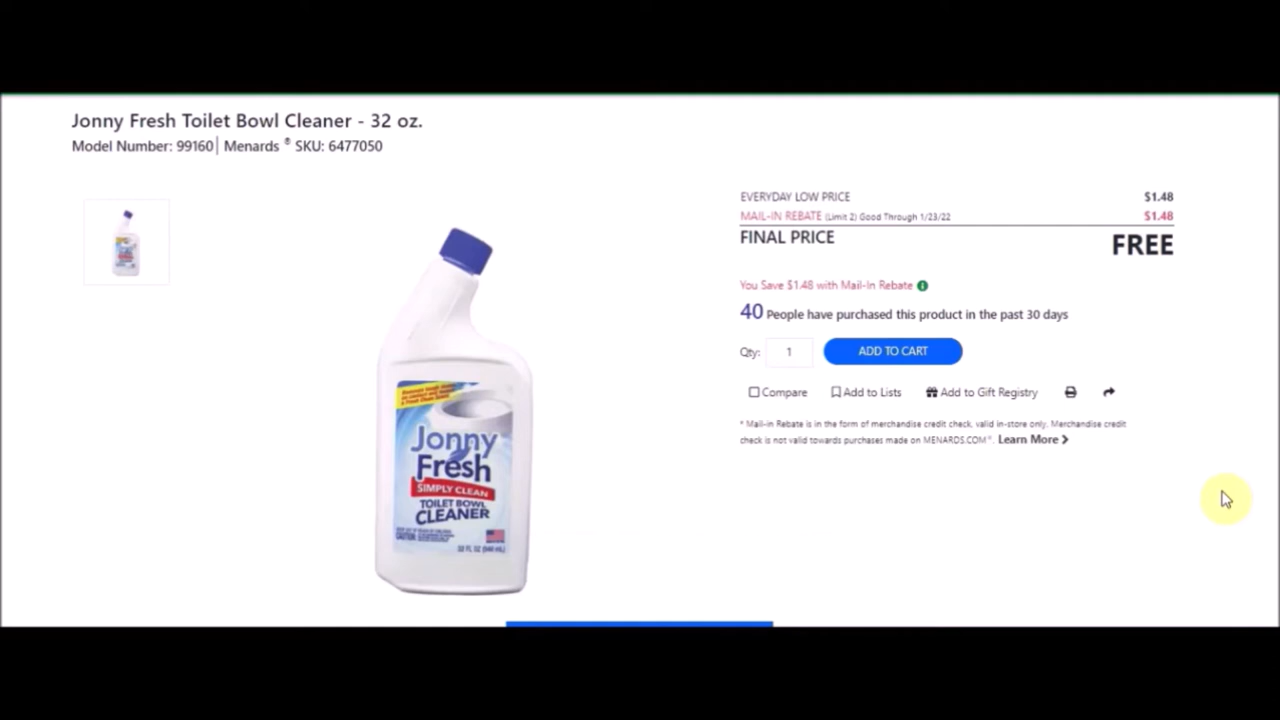 Jonny Fresh Toilet Bowl Cleaner - 32 oz.
Model Number: 99160 | Menards ® SKU: 6477050
EVERYDAY LOW PRICE $1.48
MAIL-IN REBATE (Limit 2) Good Through 1/23/22 $1.48
FINAL PRICE FREE
You Save $1.48 with Mail-In Rebate
40 People have purchased this product in the past 30 days
Qty: 1 ADD TO CART
Compare Add to Lists Add to Gift Registry
* Mail-in Rebate is in the form of merchandise credit check, valid in-store only. Merchandise credit
check is not valid towards purchases made on MENARDS.COM®. Learn More
Jonny
Fresh
SIMPLY CLEAN
TOILET BOWL
CLEANER
32 FL OZ (946 mL)